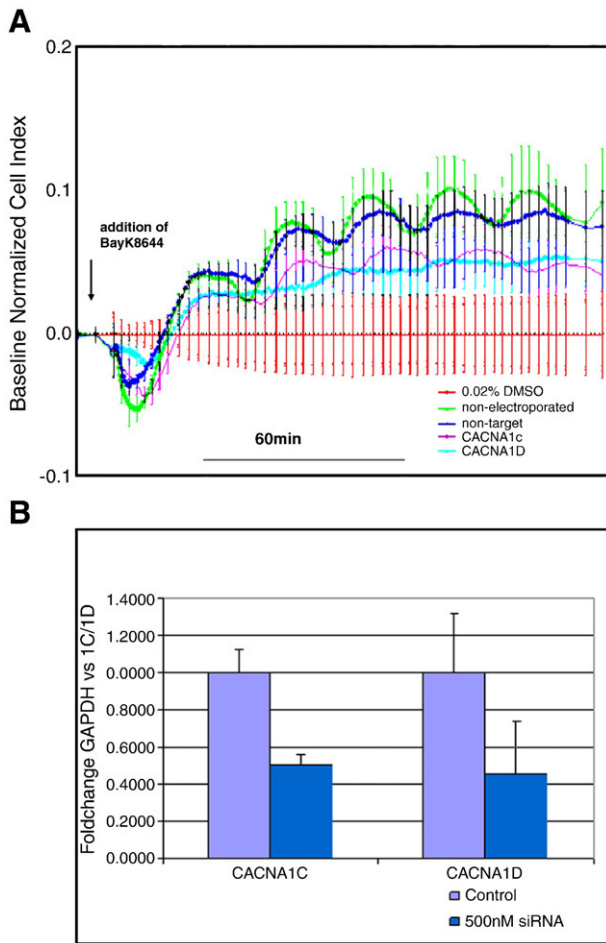 A
Baseline Normalized Cell Index
0.2
0.1
0.0
-0.1
addition of
BayK8644
60min
0.02% DMSO
non-electroporated
non-target
CACNA1c
CACNA1D
B
Foldchange GAPDH vs 1C/1D
1.4000
1.2000
0.0000
0.8000
0.6000
0.4000
0.2000
0.0000
CACNA1C
CACNA1D
Control
500nM siRNA